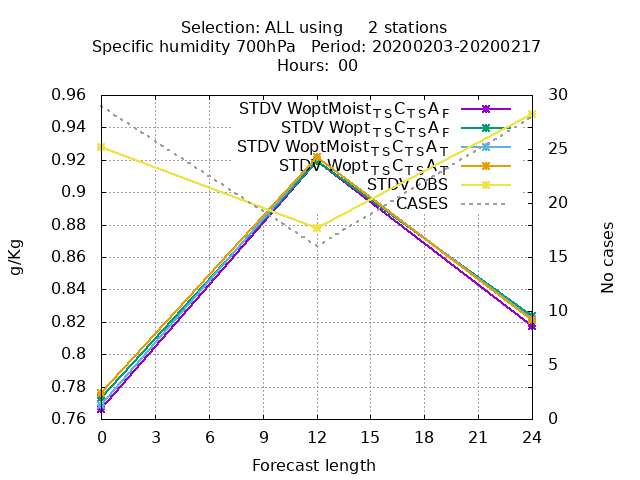 Selection: ALL using     2 stations
Specific humidity 700hPa   Period: 20200203-20200217
Hours: 00
0.96
0.94
0.92
0.9
0.88
0.86
0.84
0.82
0.8
0.78
0.76
g/Kg
STDV WoptMoist_TS C_TS A_F
STDV Wopt_TS C_TS A_F
STDV WoptMoist_TS C_TS A_T
STDV Wopt_TS C_TS A_T
STDV OBS
CASES
30
25
20
15
10
5
0
No cases
0 3 6 9 12 15 18 21 24
Forecast length